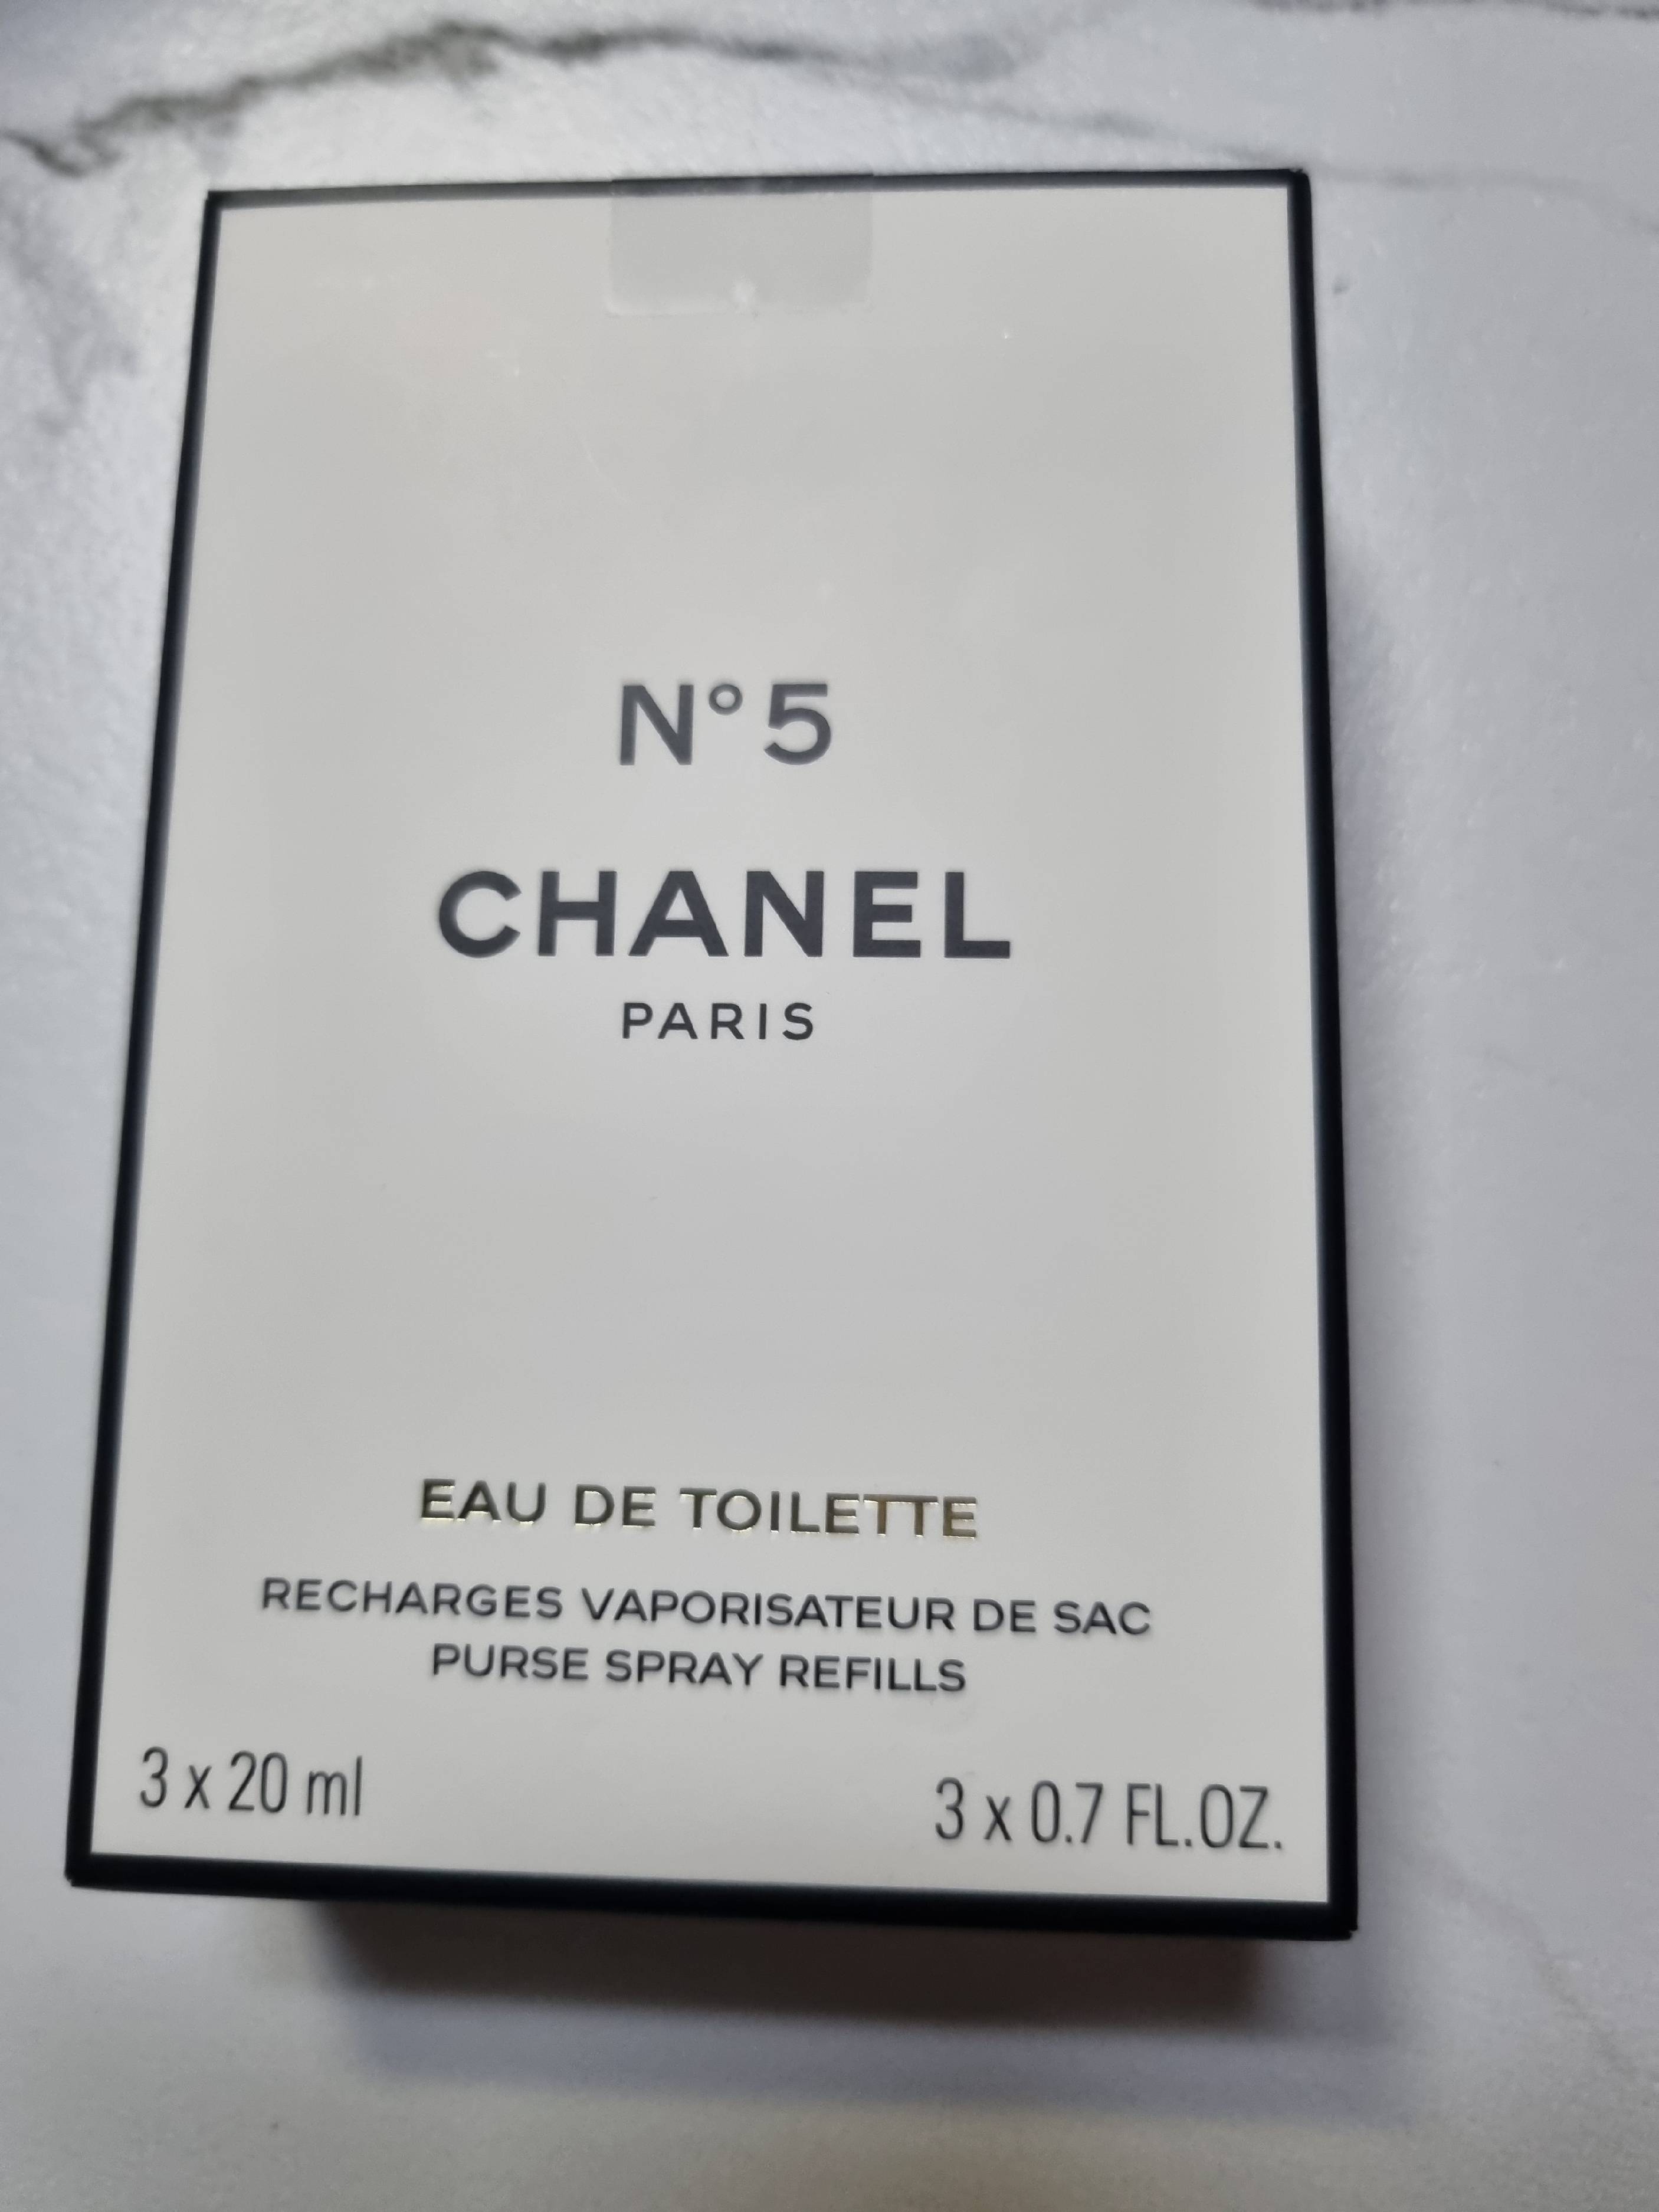 N°5
CHANEL
PARIS
EAU DE TOILETTE
RECHARGES VAPORISATEUR DE SAC
PURSE SPRAY REFILLS
3 x 20 ml
3 x 0.7 FL.OZ.